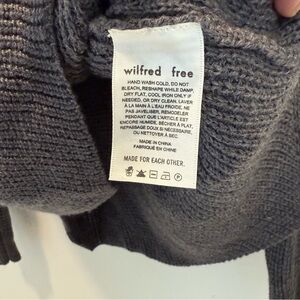 wilfred free
HAND WASH COLD, DO NOT
BLEACH, RESHAPE WHILE DAMP,
DRY FLAT, COOL IRON ONLY IF
NEEDED, OR DRY CLEAN. LAVER
À LA MAIN À L'EAU FROIDE, NE
PAS JAVELISER, REMODELER
PENDANT QUE L'ARTICLE EST
ENCORE HUMIDE, SÉCHER À PLAT,
REPASSAGE DOUX SI NÉCESSAIRE,
OU NETTOYER À SEC.
MADE IN CHINA
FABRIQUÉ EN CHINE
MADE FOR EACH OTHER.